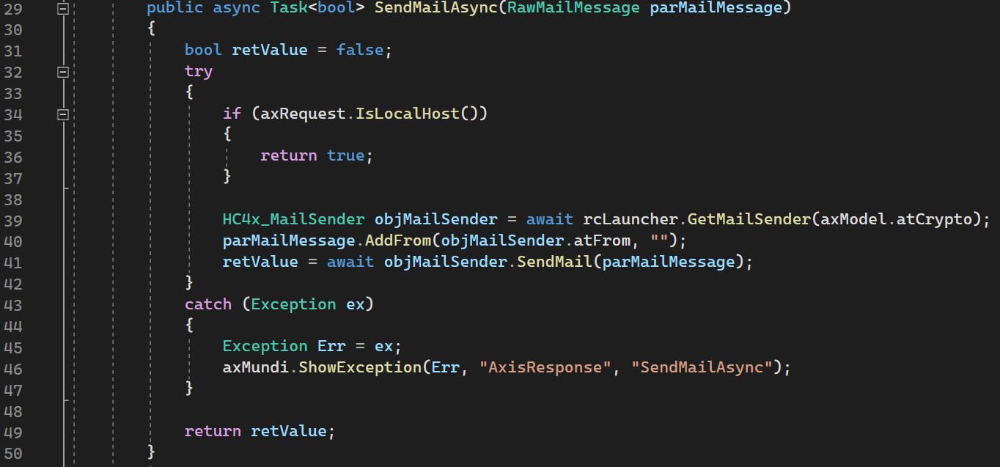 29 public async Task<bool> SendMailAsync(RawMailMessage parMailMessage)
30 {
31 bool retValue = false;
32 try
33 {
34 if (axRequest.IsLocalHost())
35 {
36 return true;
37 }
38
39 HC4x_MailSender objMailSender = await rcLauncher.GetMailSender(axModel.atCrypto);
40 parMailMessage.AddFrom(objMailSender.atFrom, "");
41 retValue = await objMailSender.SendMail(parMailMessage);
42 }
43 catch (Exception ex)
44 {
45 Exception Err = ex;
46 axMundi.ShowException(Err, "AxisResponse", "SendMailAsync");
47 }
48
49 return retValue;
50 }